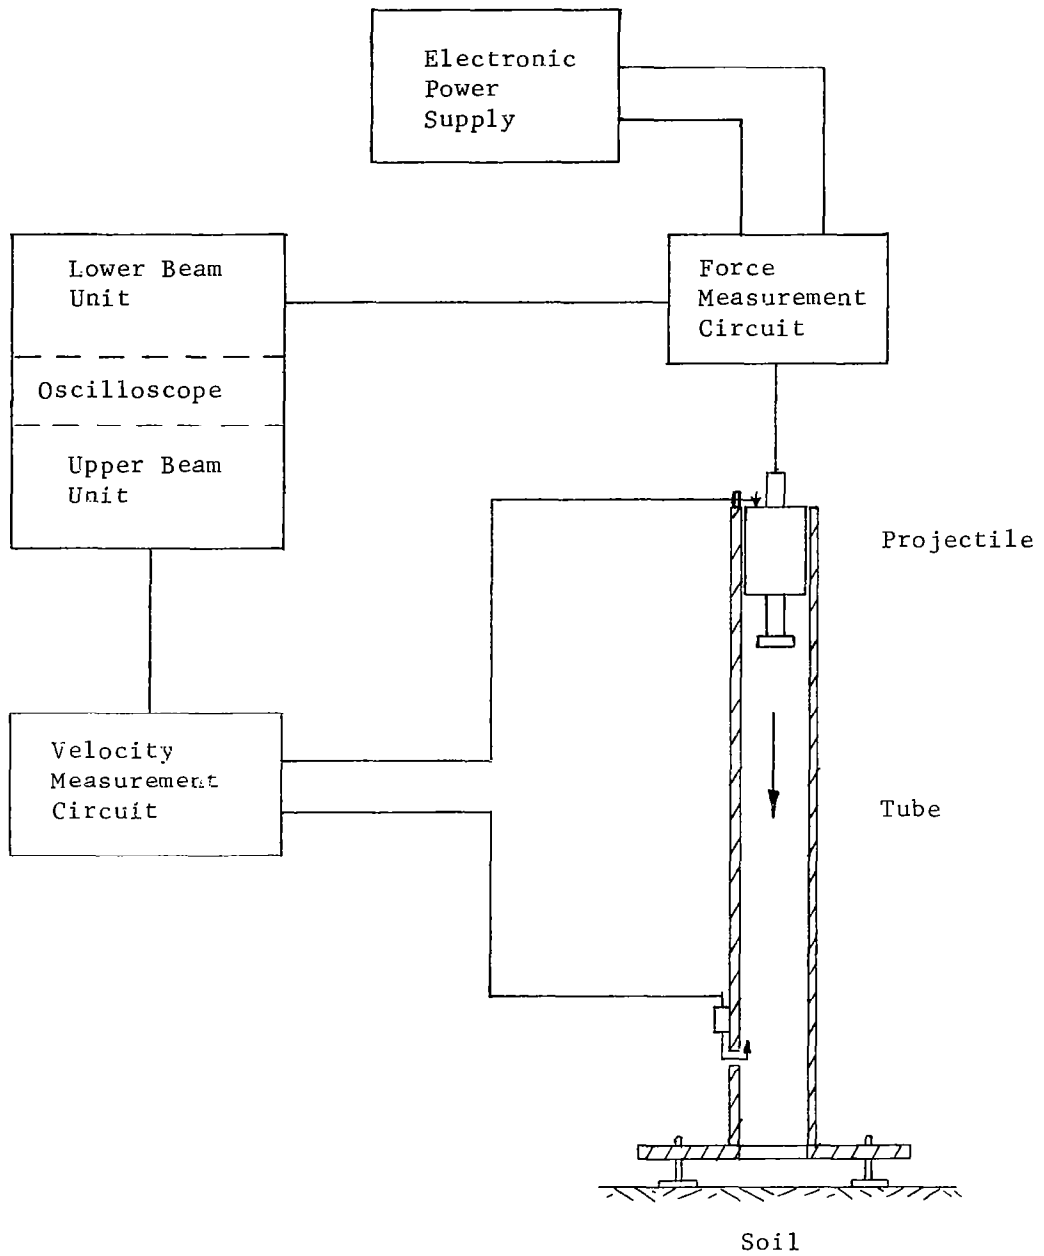 Electronic
Power
Supply
Lower Beam
Unit
Force
Measurement
Circuit
Oscilloscope
Upper Beam
Unit
Projectile
Velocity
Measurement
Circuit
Tube
Soil